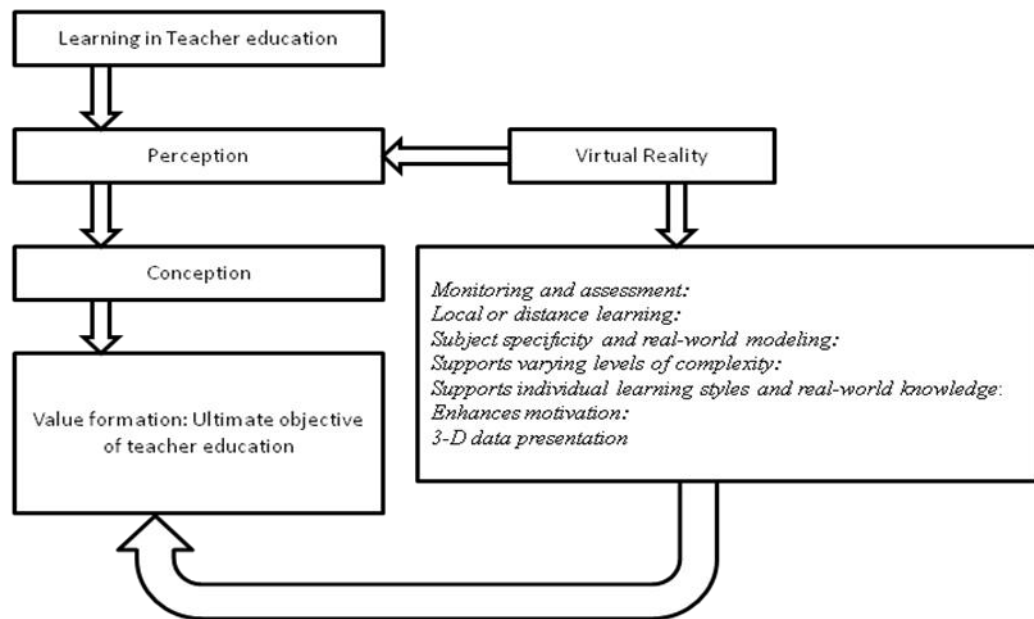 Learning in Teacher education
Perception
Virtual Reality
Conception
Monitoring and assessment:
Local or distance learning:
Subject specificity and real-world modeling:
Supports varying levels of complexity:
Supports individual learning styles and real-world knowledge:
Enhances motivation:
3-D data presentation
Value formation: Ultimate objective
of teacher education